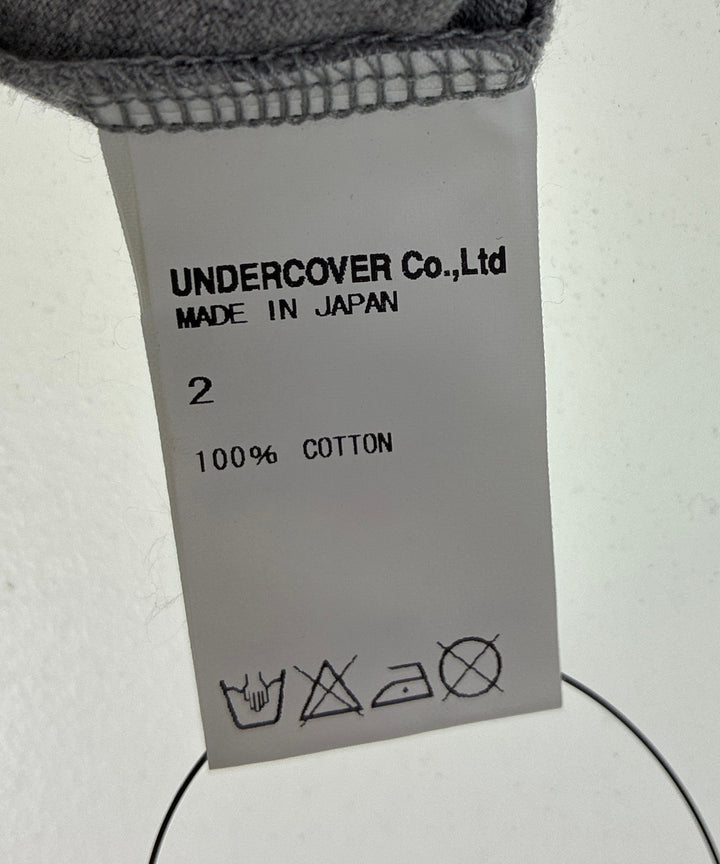 UNDERCOVER Co.,Ltd
MADE IN JAPAN
2
100% COTTON